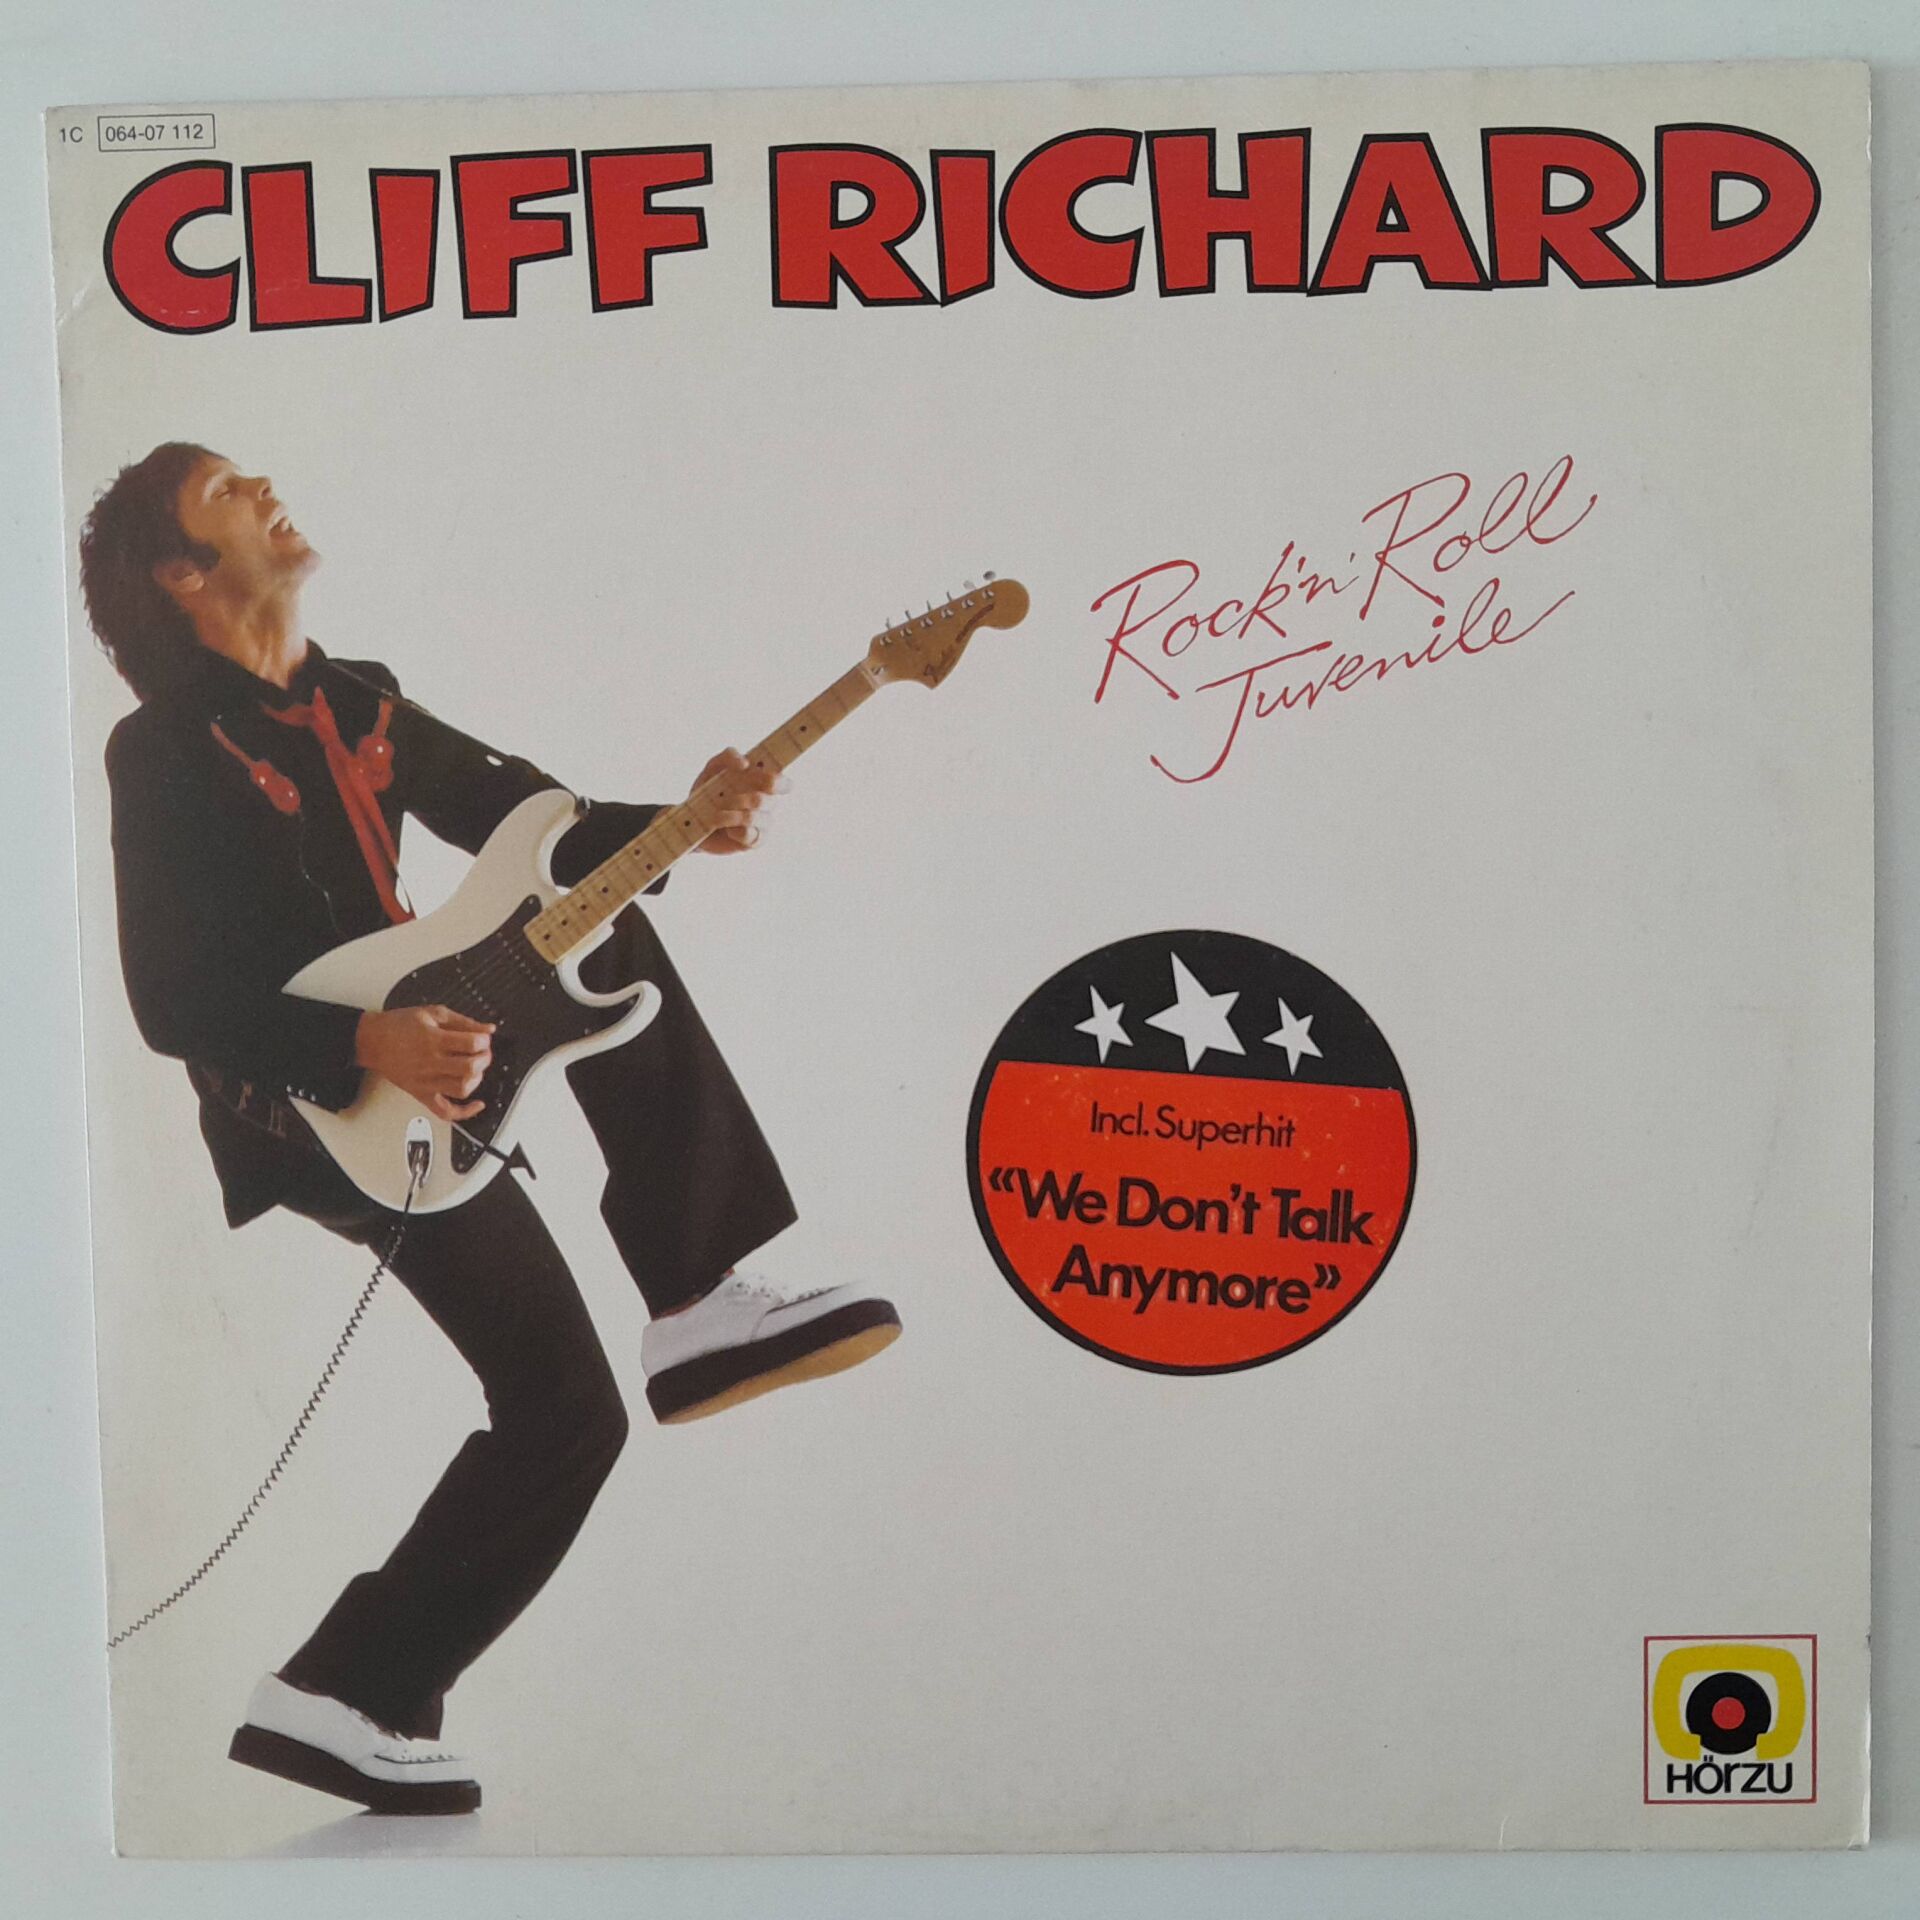 1C 064-07 112
CLIFF RICHARD
Rock'n'Roll
Juvenile
Incl. Superhit
«We Don't Talk
Anymore»
HÖRZU